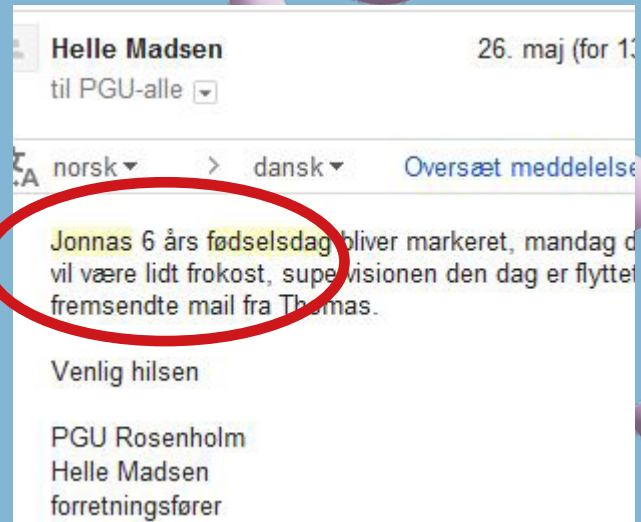 Helle Madsen 26. maj (for 13
til PGU-alle
norsk > dansk Oversæt meddelelse
Jonnas 6 års fødselsdag bliver markeret, mandag d
vil være lidt frokost, supervisionen den dag er flyttet
fremsendte mail fra Thomas.
Venlig hilsen
PGU Rosenholm
Helle Madsen
forretningsfører